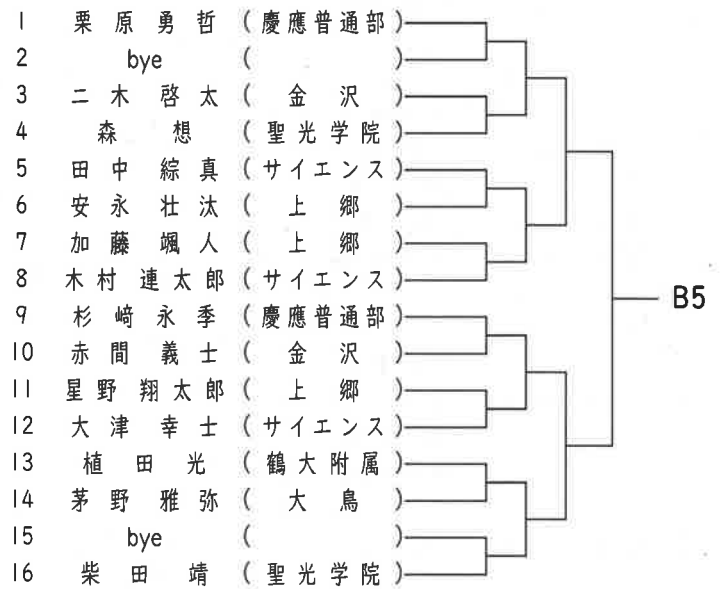 1 栗原勇哲 (慶應普通部)
2 bye ( )
3 二木啓太 (金沢)
4 森想 (聖光学院)
5 田中綜真 (サイエンス)
6 安永壮汰 (上郷)
7 加藤颯人 (上郷)
8 木村連太郎 (サイエンス)
9 杉﨑永季 (慶應普通部)
10 赤間義士 (金沢)
11 星野翔太郎 (上郷)
12 大津幸士 (サイエンス)
13 植田光 (鶴大附属)
14 茅野雅弥 (大鳥)
15 bye ( )
16 柴田靖 (聖光学院)
B5